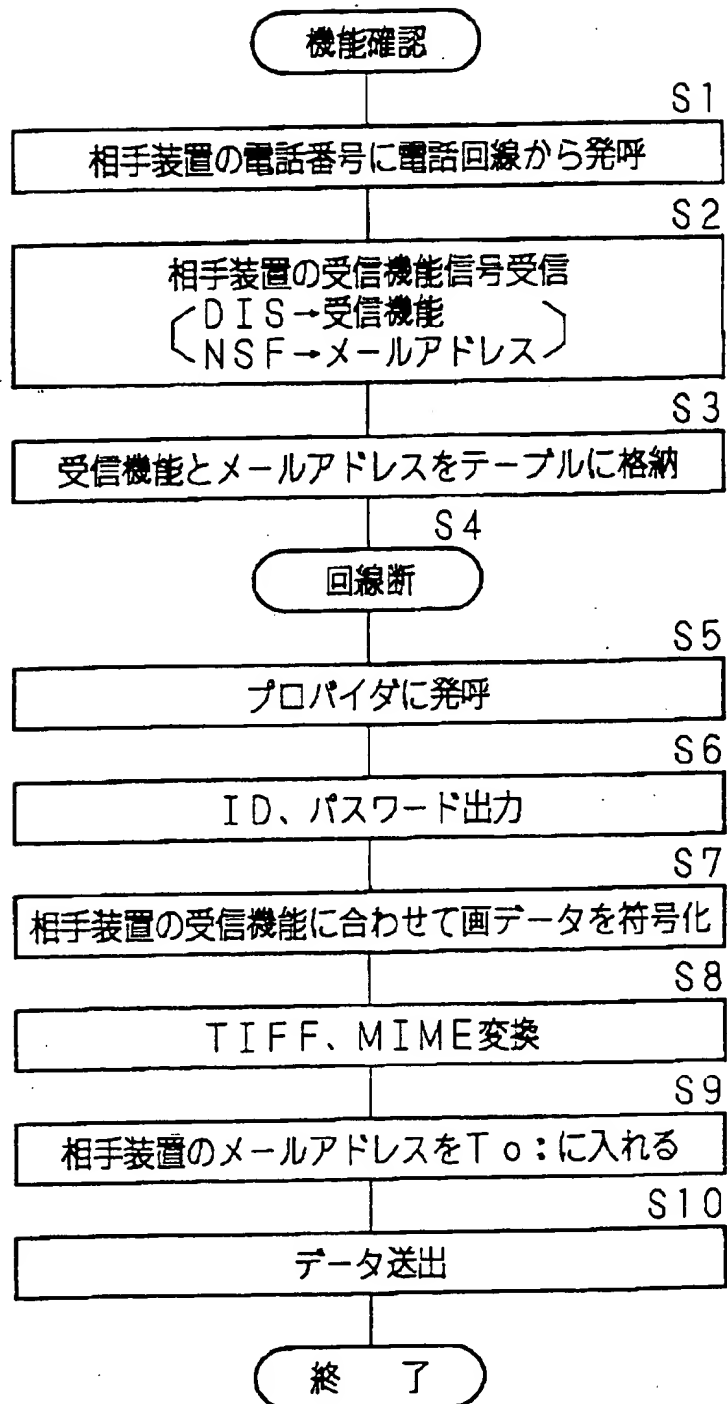 機能確認
S1
相手装置の電話番号に電話回線から発呼
S2
相手装置の受信機能信号受信
DIS→受信機能
NSF→メールアドレス
S3
受信機能とメールアドレスをテーブルに格納
S4
回線断
S5
プロバイダに発呼
S6
ID、パスワード出力
S7
相手装置の受信機能に合わせて画データを符号化
S8
TIFF、MIME変換
S9
相手装置のメールアドレスをTo:に入れる
S10
データ送出
終 了